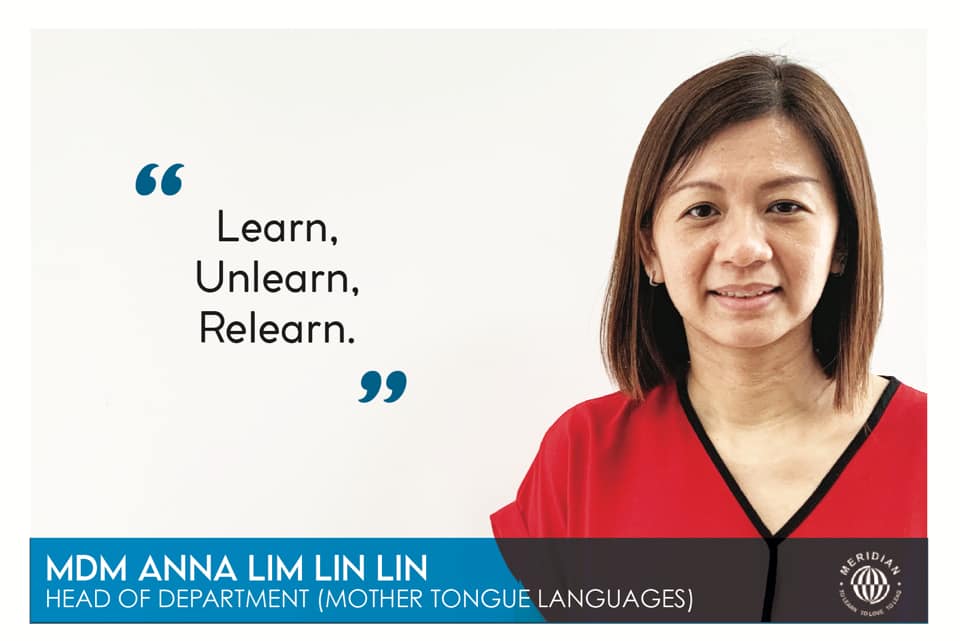 “
Learn,
Unlearn,
Relearn.
”
MDM ANNA LIM LIN LIN
HEAD OF DEPARTMENT (MOTHER TONGUE LANGUAGES)
• MERIDIAN •
TO LEARN TO LOVE TO LEAD